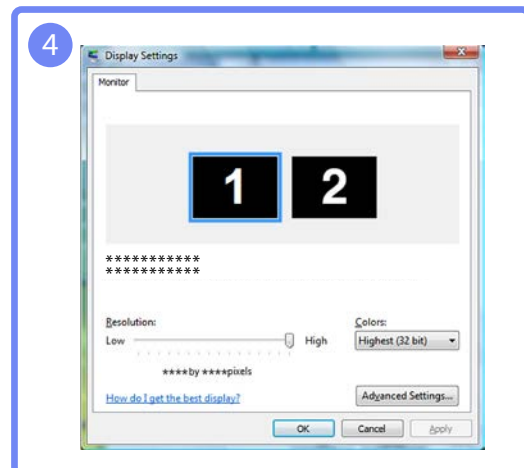 4
Display Settings
Monitor
1 2
***********
***********
Resolution:
Colors:
Low High Highest (32 bit)
**** by **** pixels
How do I get the best display?
Advanced Settings...
OK Cancel Apply